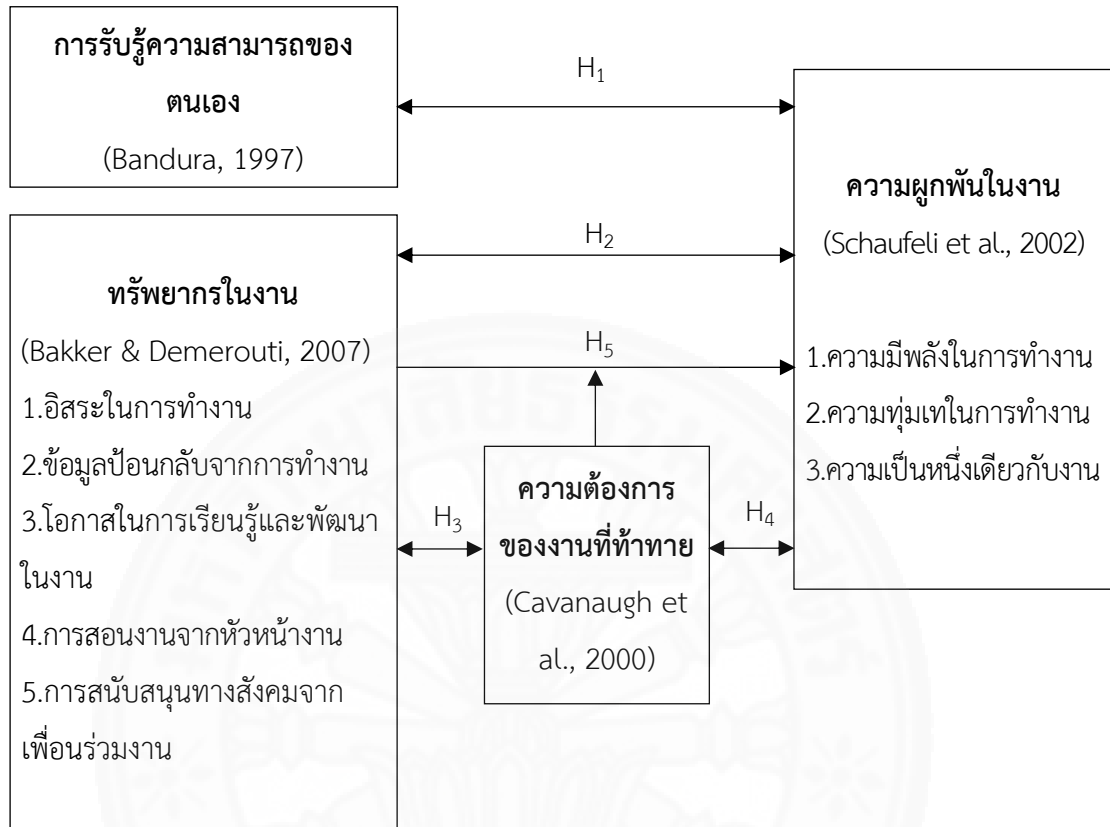 การรับรู้ความสามารถของ
ตนเอง
(Bandura, 1997)
H1
ทรัพยากรในงาน
(Bakker & Demerouti, 2007)
1.อิสระในการทำงาน
2.ข้อมูลป้อนกลับจากการทำงาน
3.โอกาสในการเรียนรู้และพัฒนา
ในงาน
4.การสอนงานจากหัวหน้างาน
5.การสนับสนุนทางสังคมจาก
เพื่อนร่วมงาน
H2
H5
H3
ความต้องการ
ของงานที่ท้าทาย
(Cavanaugh et
al., 2000)
H4
ความผูกพันในงาน
(Schaufeli et al., 2002)
1.ความมีพลังในการทำงาน
2.ความทุ่มเทในการทำงาน
3.ความเป็นหนึ่งเดียวกับงาน